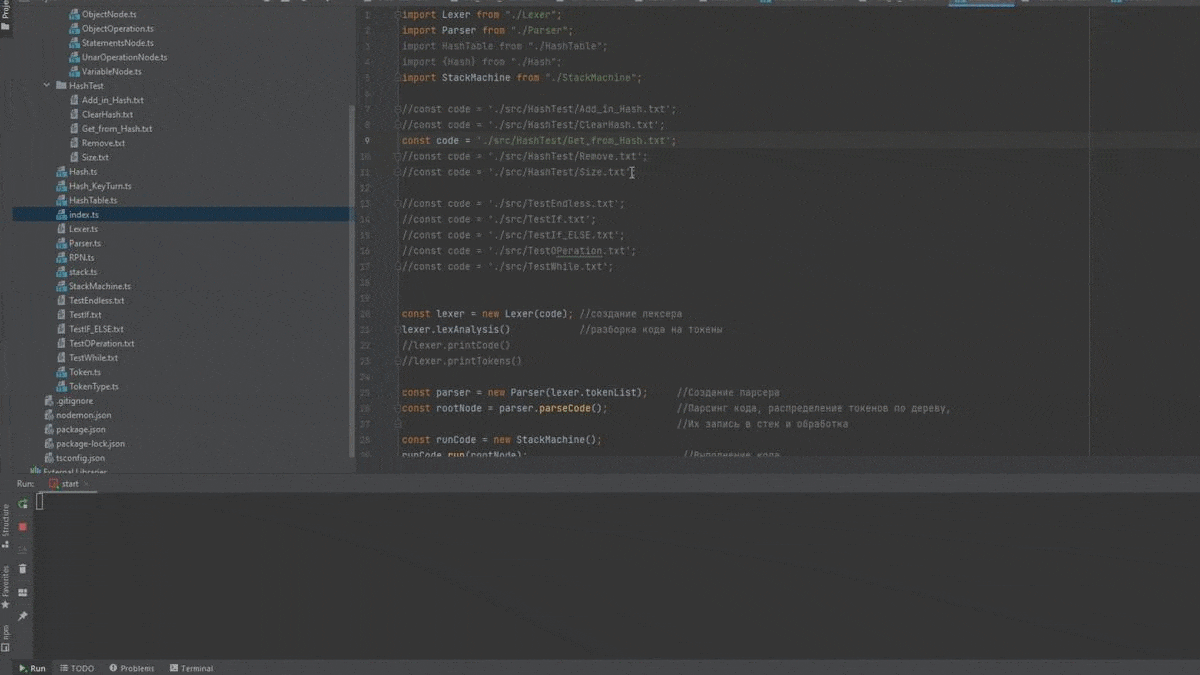 ObjectNode.ts
ObjectOperation.ts
StatementsNode.ts
UnarOperationNode.ts
VariableNode.ts
HashTest
Add_in_Hash.txt
ClearHash.txt
Get_from_Hash.txt
Remove.txt
Size.txt
Hash.ts
Hash_KeyTurn.ts
HashTable.ts
index.ts
Lexer.ts
Parser.ts
RPN.ts
stack.ts
StackMachine.ts
TestEndless.txt
TestIf.txt
TestIF_ELSE.txt
TestOPeration.txt
TestWhile.txt
Token.ts
TokenType.ts
.gitignore
nodemon.json
package.json
package-lock.json
tsconfig.json
External Libraries
1 import Lexer from "./Lexer";
2 import Parser from "./Parser";
3 import HashTable from "./HashTable";
4 import {Hash} from "./Hash";
5 import StackMachine from "./StackMachine";
6
7 //const code = './src/HashTest/Add_in_Hash.txt';
8 //const code = './src/HashTest/ClearHash.txt';
9 const code = './src/HashTest/Get_from_Hash.txt';
10 //const code = './src/HashTest/Remove.txt';
11 //const code = './src/HashTest/Size.txt';
12
13 //const code = './src/TestEndless.txt';
14 //const code = './src/TestIf.txt';
15 //const code = './src/TestIf_ELSE.txt';
16 //const code = './src/TestOPeration.txt';
17 //const code = './src/TestWhile.txt';
18
19
20 const lexer = new Lexer(code); //создание лексера
21 lexer.lexAnalysis() //разборка кода на токены
22 //lexer.printCode()
23 //lexer.printTokens()
24
25 const parser = new Parser(lexer.tokenList); //Создание парсера
26 const rootNode = parser.parseCode(); //Парсинг кода, распределение токенов по дереву,
27 //Их запись в стек и обработка
28 const runCode = new StackMachine();
29 runCode.run(rootNode); //Выполнение кода
Run: start
Structure
Favorites
npm
Run TODO Problems Terminal